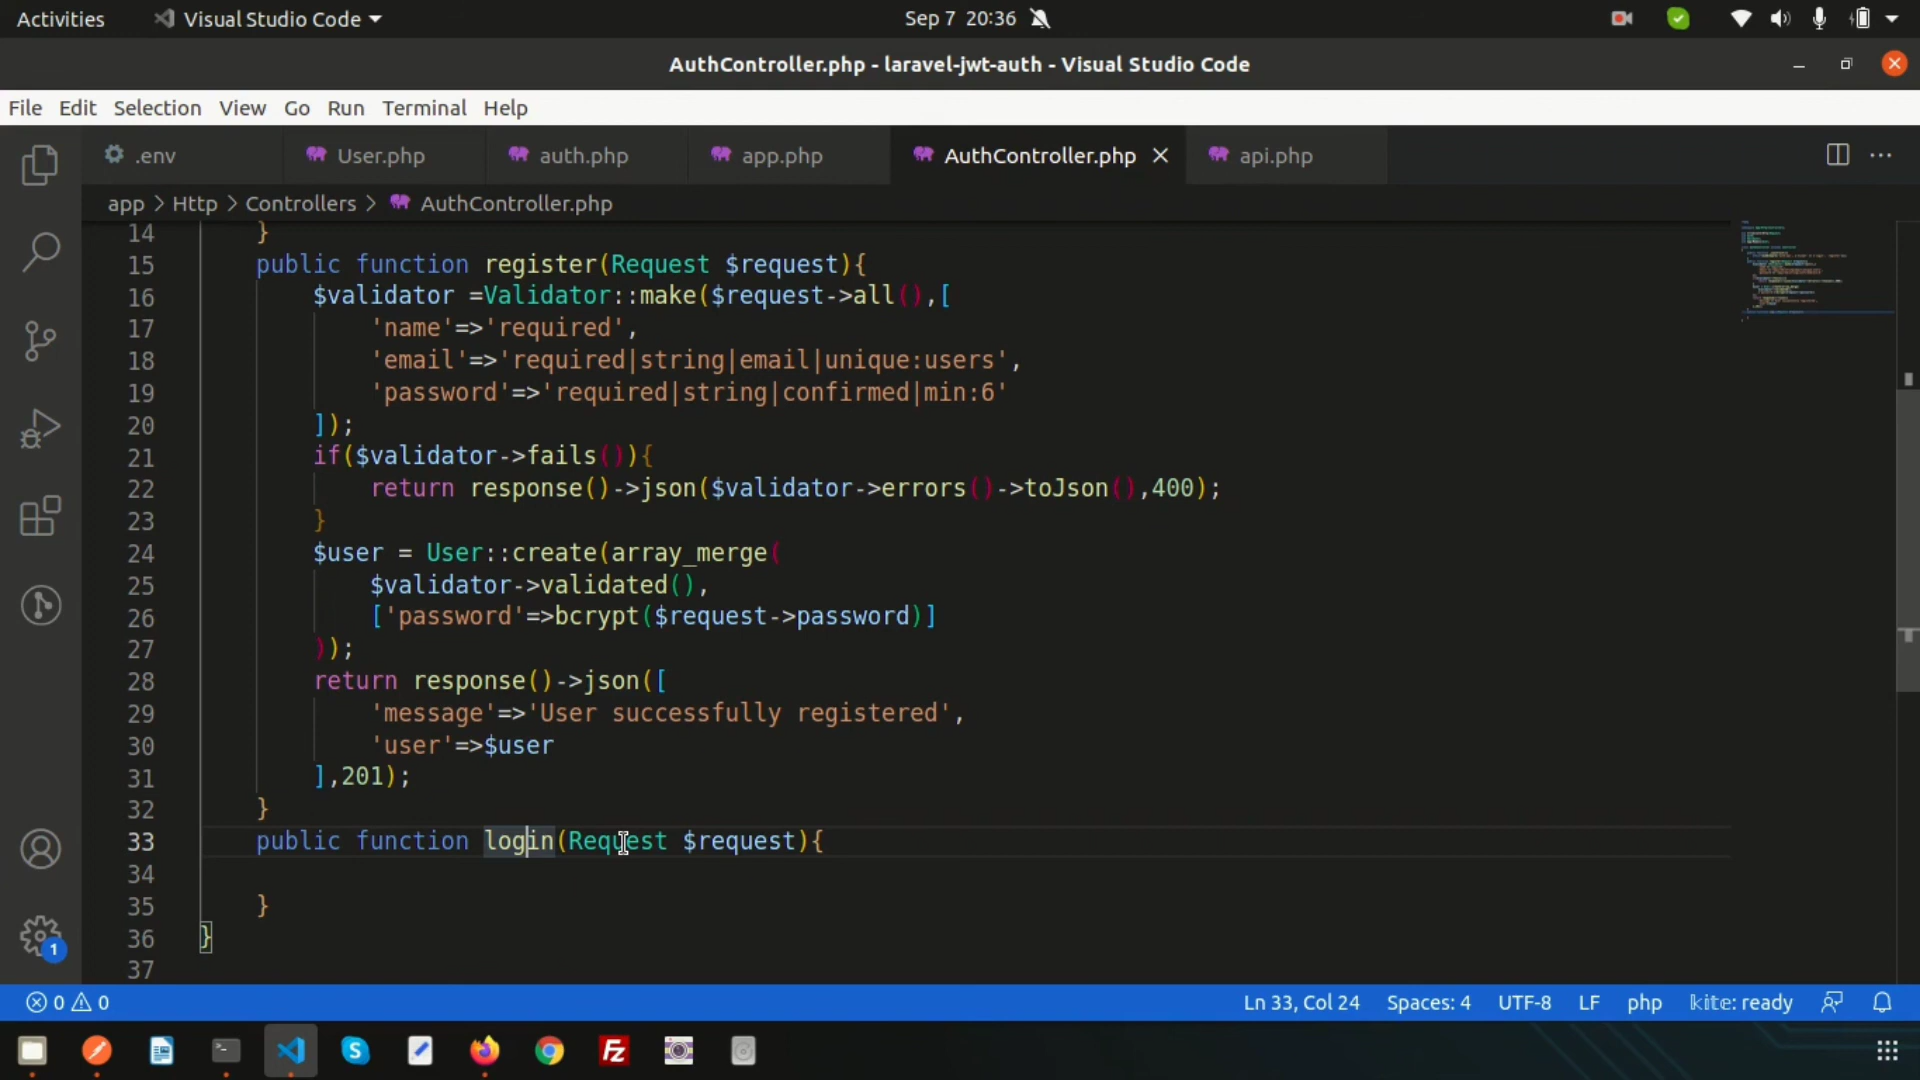 Activities Visual Studio Code Sep 7 20:36
AuthController.php - laravel-jwt-auth - Visual Studio Code
File Edit Selection View Go Run Terminal Help
.env User.php auth.php app.php AuthController.php api.php
app > Http > Controllers > AuthController.php
14 }
15 public function register(Request $request){
16 $validator =Validator::make($request->all(),[
17 'name'=>'required',
18 'email'=>'required|string|email|unique:users',
19 'password'=>'required|string|confirmed|min:6'
20 ]);
21 if($validator->fails()){
22 return response()->json($validator->errors()->toJson(),400);
23 }
24 $user = User::create(array_merge(
25 $validator->validated(),
26 ['password'=>bcrypt($request->password)]
27 ));
28 return response()->json([
29 'message'=>'User successfully registered',
30 'user'=>$user
31 ],201);
32 }
33 public function login(Request $request){
34
35 }
36 }
37
1
0 0 Ln 33, Col 24 Spaces: 4 UTF-8 LF php kite: ready